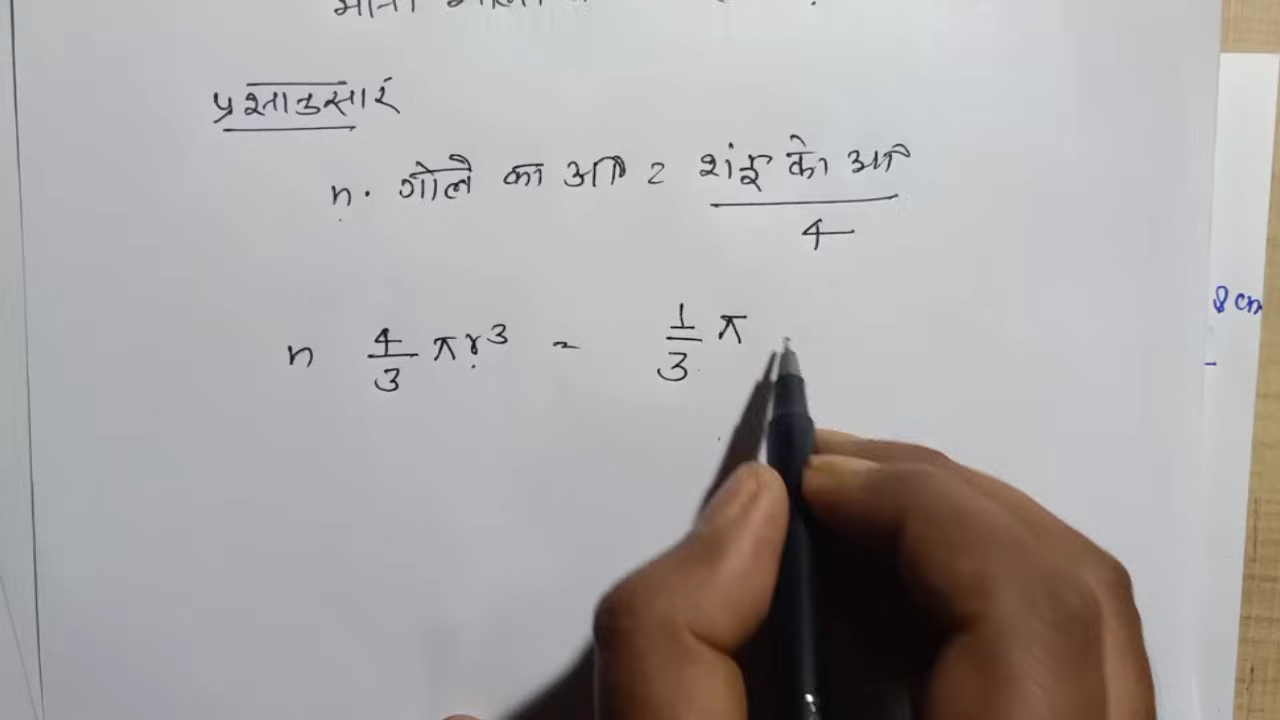 प्रश्नानुसार
n. गोले का आ० = शंकु का आ०
4
n 4/3 πr³ = 1/3 π
8 cm